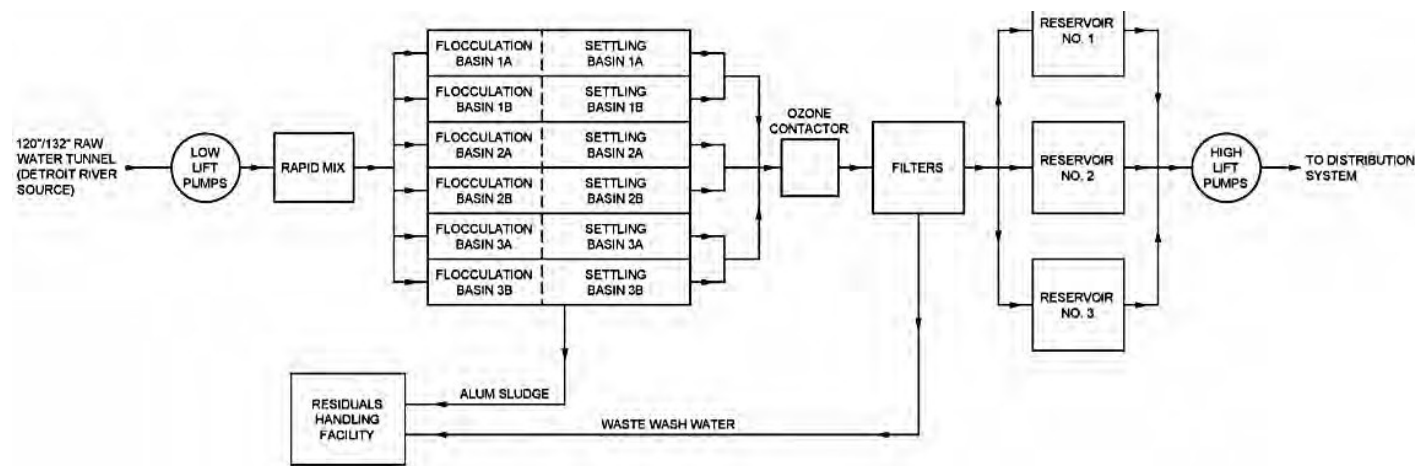 120"/132" RAW
WATER TUNNEL
(DETROIT RIVER
SOURCE)
LOW
LIFT
PUMPS
RAPID MIX
FLOCCULATION
BASIN 1A
SETTLING
BASIN 1A
FLOCCULATION
BASIN 1B
SETTLING
BASIN 1B
FLOCCULATION
BASIN 2A
SETTLING
BASIN 2A
FLOCCULATION
BASIN 2B
SETTLING
BASIN 2B
FLOCCULATION
BASIN 3A
SETTLING
BASIN 3A
FLOCCULATION
BASIN 3B
SETTLING
BASIN 3B
OZONE
CONTACTOR
FILTERS
RESERVOIR
NO. 1
RESERVOIR
NO. 2
RESERVOIR
NO. 3
HIGH
LIFT
PUMPS
TO DISTRIBUTION
SYSTEM
RESIDUALS
HANDLING
FACILITY
ALUM SLUDGE
WASTE WASH WATER